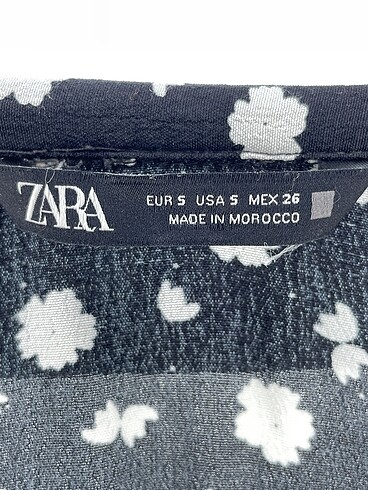 ZARA
EUR S USA S MEX 26
MADE IN MOROCCO